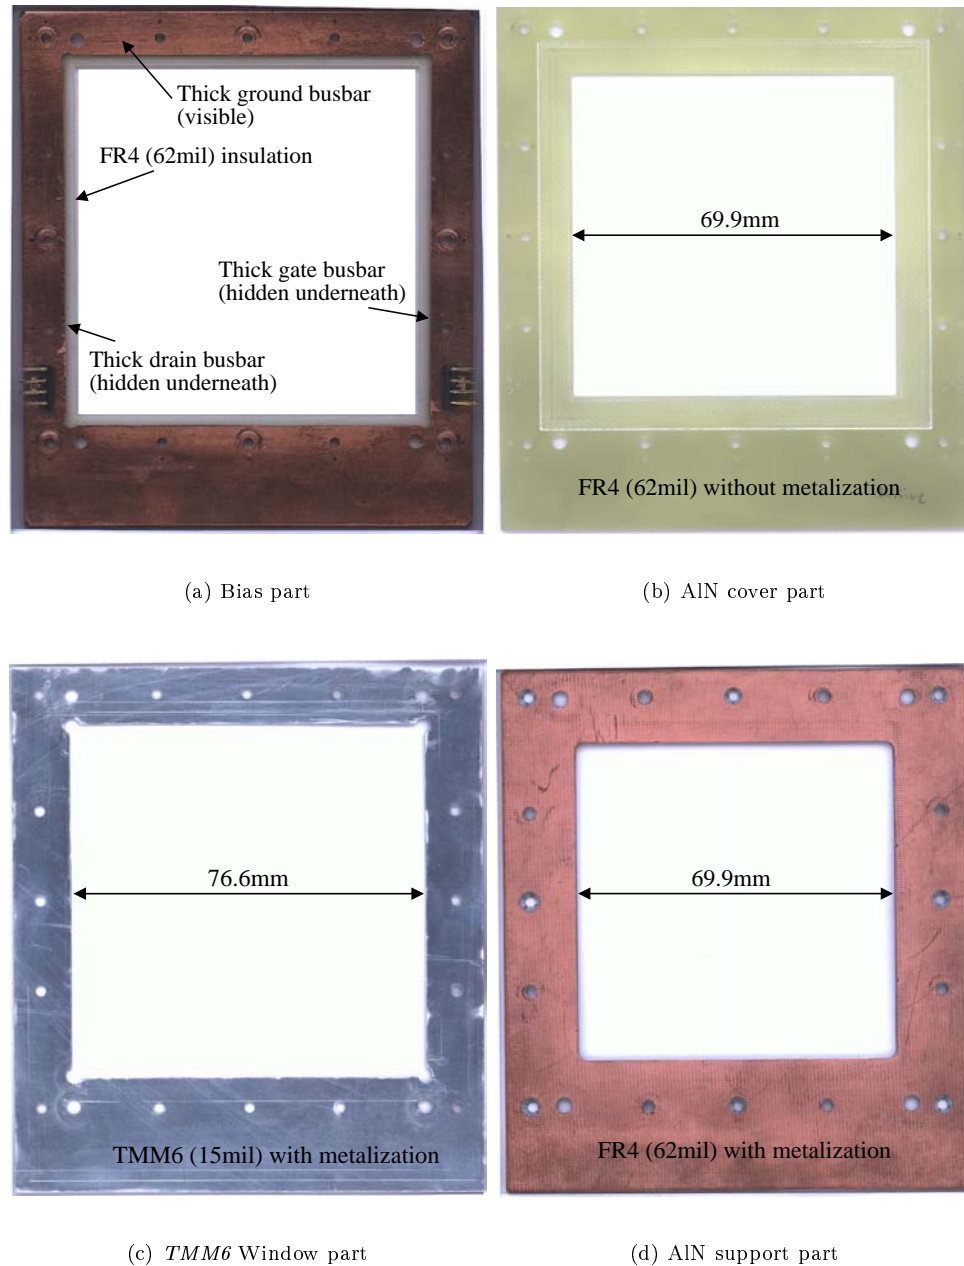 Thick ground busbar
(visible)
FR4 (62mil) insulation
Thick gate busbar
(hidden underneath)
Thick drain busbar
(hidden underneath)
69.9mm
FR4 (62mil) without metalization
(a) Bias part
(b) AlN cover part
76.6mm
TMM6 (15mil) with metalization
69.9mm
FR4 (62mil) with metalization
(c) TMM6 Window part
(d) AlN support part